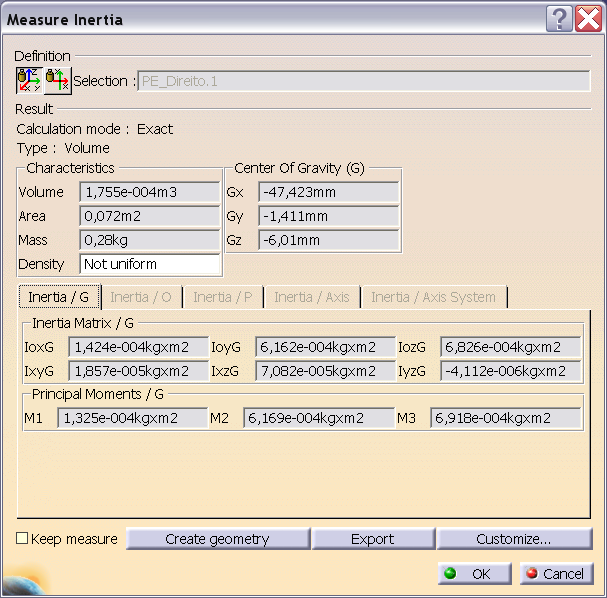 Measure Inertia
Definition
Selection : PE_Direito.1
Result
Calculation mode : Exact
Type : Volume
Characteristics Center Of Gravity (G)
Volume 1,755e-004m3 Gx -47,423mm
Area 0,072m2 Gy -1,411mm
Mass 0,28kg Gz -6,01mm
Density Not uniform
Inertia / G Inertia / O Inertia / P Inertia / Axis Inertia / Axis System
Inertia Matrix / G
IoxG 1,424e-004kgxm2 IoyG 6,162e-004kgxm2 IozG 6,826e-004kgxm2
IxyG 1,857e-005kgxm2 IxzG 7,082e-005kgxm2 IyzG -4,112e-006kgxm2
Principal Moments / G
M1 1,325e-004kgxm2 M2 6,169e-004kgxm2 M3 6,918e-004kgxm2
Keep measure Create geometry Export Customize...
OK Cancel